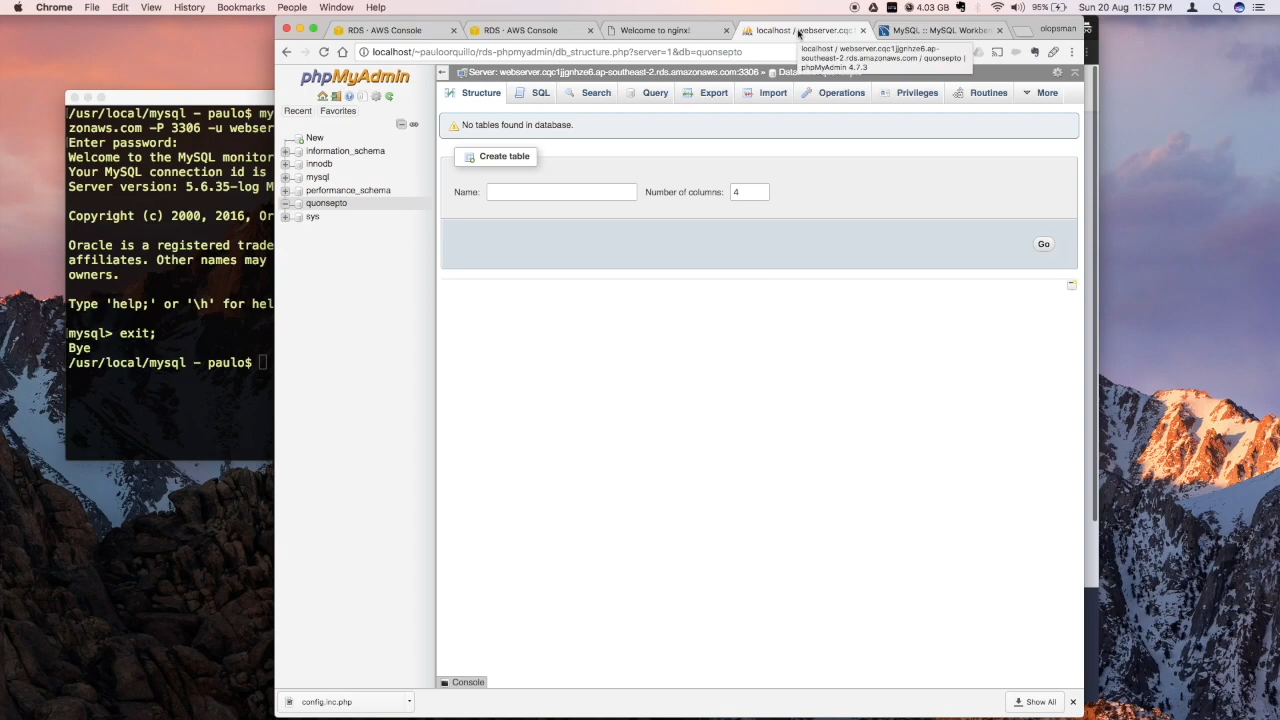 Chrome File Edit View History Bookmarks People Window Help
4.03 GB 95% Sun 20 Aug 11:57 PM
RDS · AWS Console
RDS · AWS Console
Welcome to nginx!
localhost / webserver.cqc1
MySQL :: MySQL Workben
olopsman
localhost/~pauloorquillo/rds-phpmyadmin/db_structure.php?server=1&db=quonsepto
localhost / webserver.cqc1jjgnhze6.ap-
southeast-2.rds.amazonaws.com / quonsepto |
phpMyAdmin 4.7.3
phpMyAdmin
Recent Favorites
New
information_schema
innodb
mysql
performance_schema
quonsepto
sys
Server: webserver.cqc1jjgnhze6.ap-southeast-2.rds.amazonaws.com:3306 »
Structure SQL Search Query Export Import Operations Privileges Routines More
No tables found in database.
Create table
Name: Number of columns: 4
Go
Console
config.inc.php
Show All
/usr/local/mysql - paulo$ my
zonaws.com -P 3306 -u webser
Enter password:
Welcome to the MySQL monitor
Your MySQL connection id is
Server version: 5.6.35-log M
Copyright (c) 2000, 2016, Or
Oracle is a registered trade
affiliates. Other names may
owners.
Type 'help;' or '\h' for hel
mysql> exit;
Bye
/usr/local/mysql - paulo$